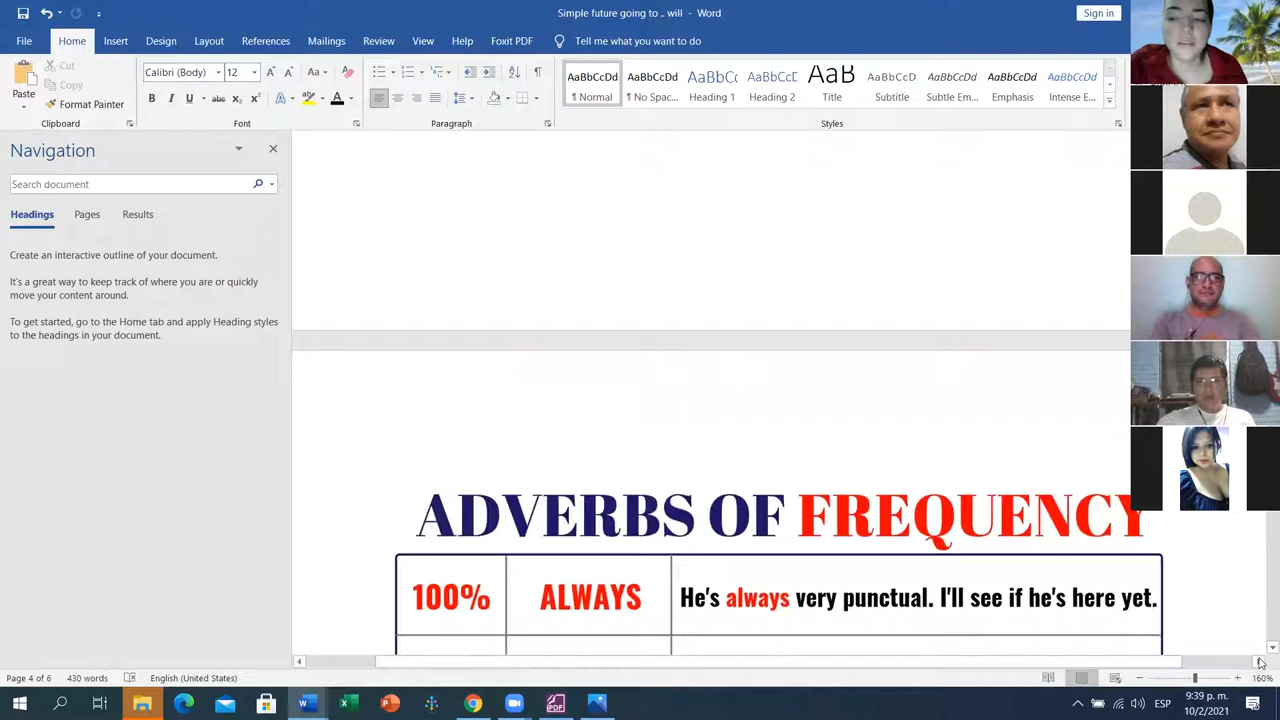 Simple future going to .. will - Word
Sign in
File Home Insert Design Layout References Mailings Review View Help Foxit PDF Tell me what you want to do
Paste
Cut
Copy
Format Painter
Clipboard
Calibri (Body) 12
Font
Paragraph
AaBbCcDd AaBbCcDd AaBbCc AaBbCcD AaB AaBbCcD AaBbCcDd AaBbCcDd AaBbCcDd
¶ Normal ¶ No Spac... Heading 1 Heading 2 Title Subtitle Subtle Em... Emphasis Intense E...
Styles
Navigation
Search document
Headings Pages Results
Create an interactive outline of your document.
It's a great way to keep track of where you are or quickly
move your content around.
To get started, go to the Home tab and apply Heading styles
to the headings in your document.
ADVERBS OF FREQUENCY
100% ALWAYS He's always very punctual. I'll see if he's here yet.
Page 4 of 6 430 words English (United States) 160%
ESP
9:39 p. m.
10/2/2021